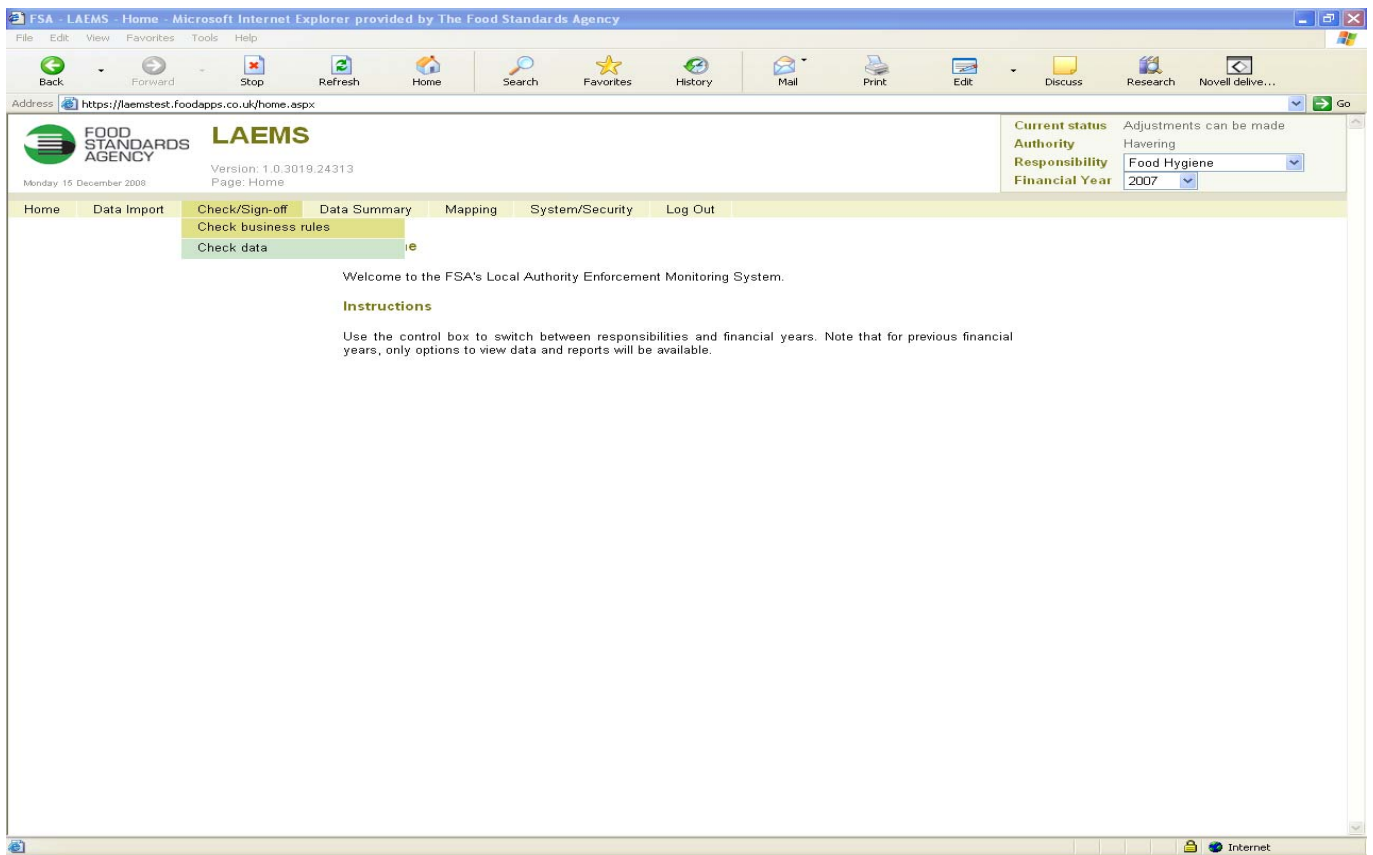 FSA - LAEMS - Home - Microsoft Internet Explorer provided by The Food Standards Agency
File Edit View Favorites Tools Help
Back Forward Stop Refresh Home Search Favorites History Mail Print Edit Discuss Research Novell delive...
Address https://laemstest.foodapps.co.uk/home.aspx Go
FOOD
STANDARDS
AGENCY
LAEMS
Version: 1.0.3019.24313
Monday 15 December 2008
Page: Home
Current status Adjustments can be made
Authority Havering
Responsibility Food Hygiene
Financial Year 2007
Home Data Import Check/Sign-off Data Summary Mapping System/Security Log Out
Check business rules
Check data
Welcome to the FSA's Local Authority Enforcement Monitoring System.
Instructions
Use the control box to switch between responsibilities and financial years. Note that for previous financial
years, only options to view data and reports will be available.
Internet